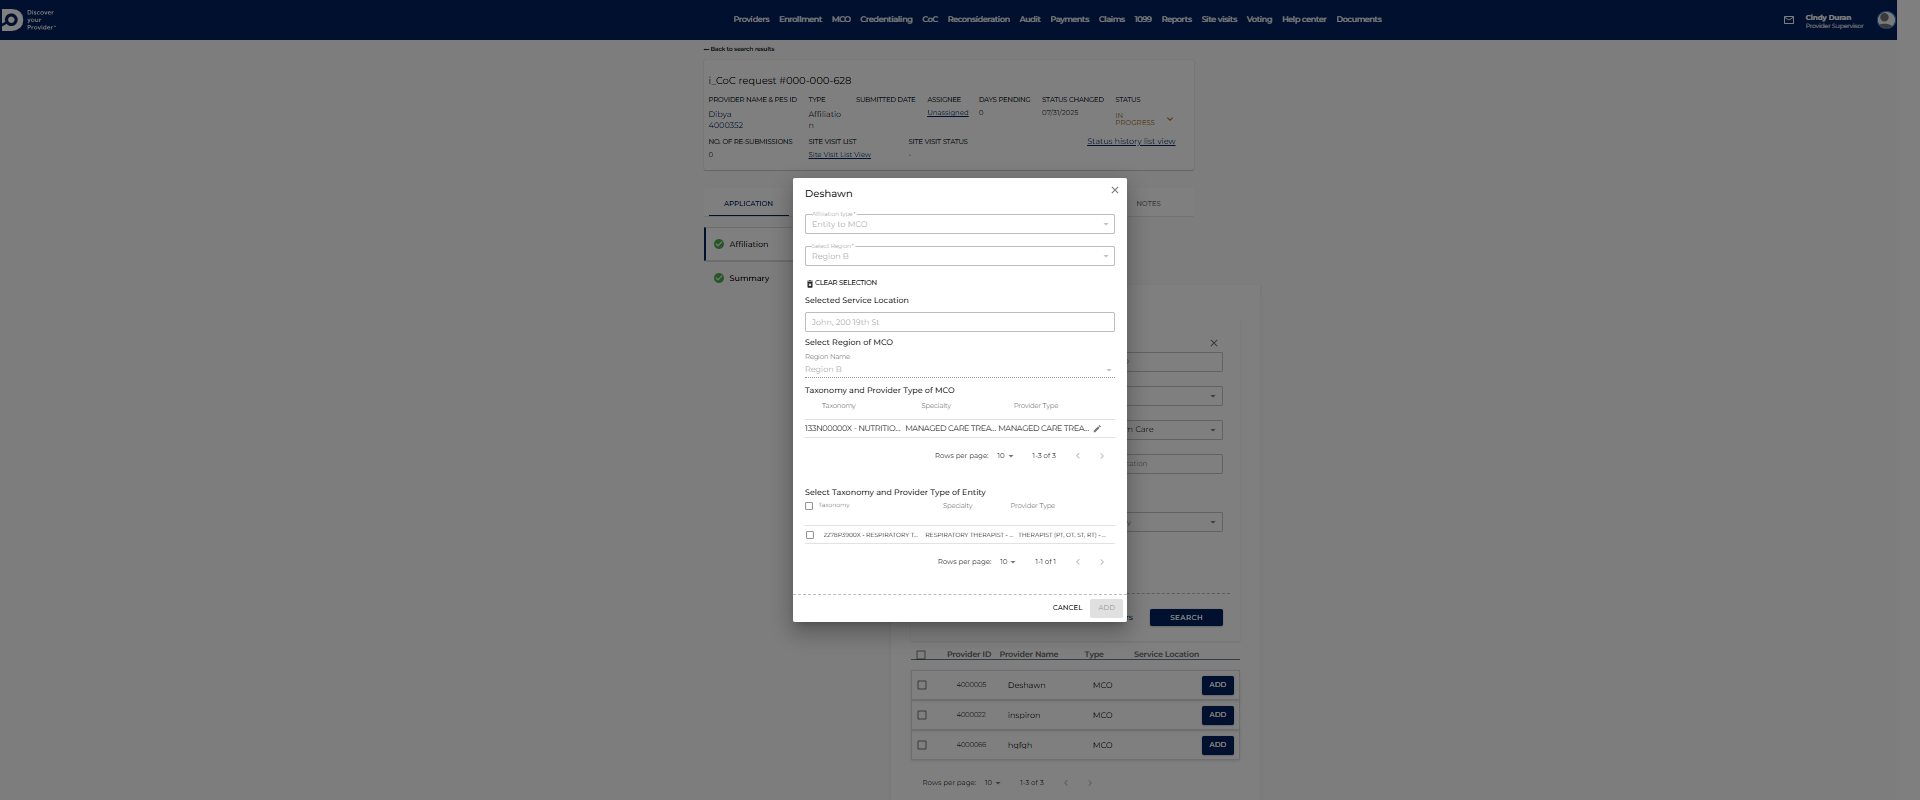 Discover
your
Provider
Providers Enrollment MCO Credentialing CoC Reconsideration Audit Payments Claims 1099 Reports Site visits Voting Help center Documents
Cindy Duran
Provider Supervisor
Back to search results
i_CoC request #000-000-628
PROVIDER NAME & PES ID TYPE SUBMITTED DATE ASSIGNEE DAYS PENDING STATUS CHANGED STATUS
Dibya Affiliatio Unassigned 0 07/31/2025 IN
4000352 n PROGRESS
NO. OF RE-SUBMISSIONS SITE VISIT LIST SITE VISIT STATUS Status history list view
0 Site Visit List View -
APPLICATION NOTES
Affiliation
Summary
Deshawn
Affiliation type *
Entity to MCO
Select Region *
Region B
CLEAR SELECTION
Selected Service Location
John, 200 19th St
Select Region of MCO
Region Name
Region B
Taxonomy and Provider Type of MCO
Taxonomy Specialty Provider Type
133N00000X - NUTRITIO... MANAGED CARE TREA... MANAGED CARE TREA...
Rows per page: 10 1-3 of 3
Select Taxonomy and Provider Type of Entity
Taxonomy Specialty Provider Type
2278P3900X - RESPIRATORY T... RESPIRATORY THERAPIST - ... THERAPIST (PT, OT, ST, RT) - ...
Rows per page: 10 1-1 of 1
CANCEL ADD
Care
SEARCH
Provider ID Provider Name Type Service Location
4000005 Deshawn MCO ADD
4000022 inspiron MCO ADD
4000066 hgfgh MCO ADD
Rows per page: 10 1-3 of 3